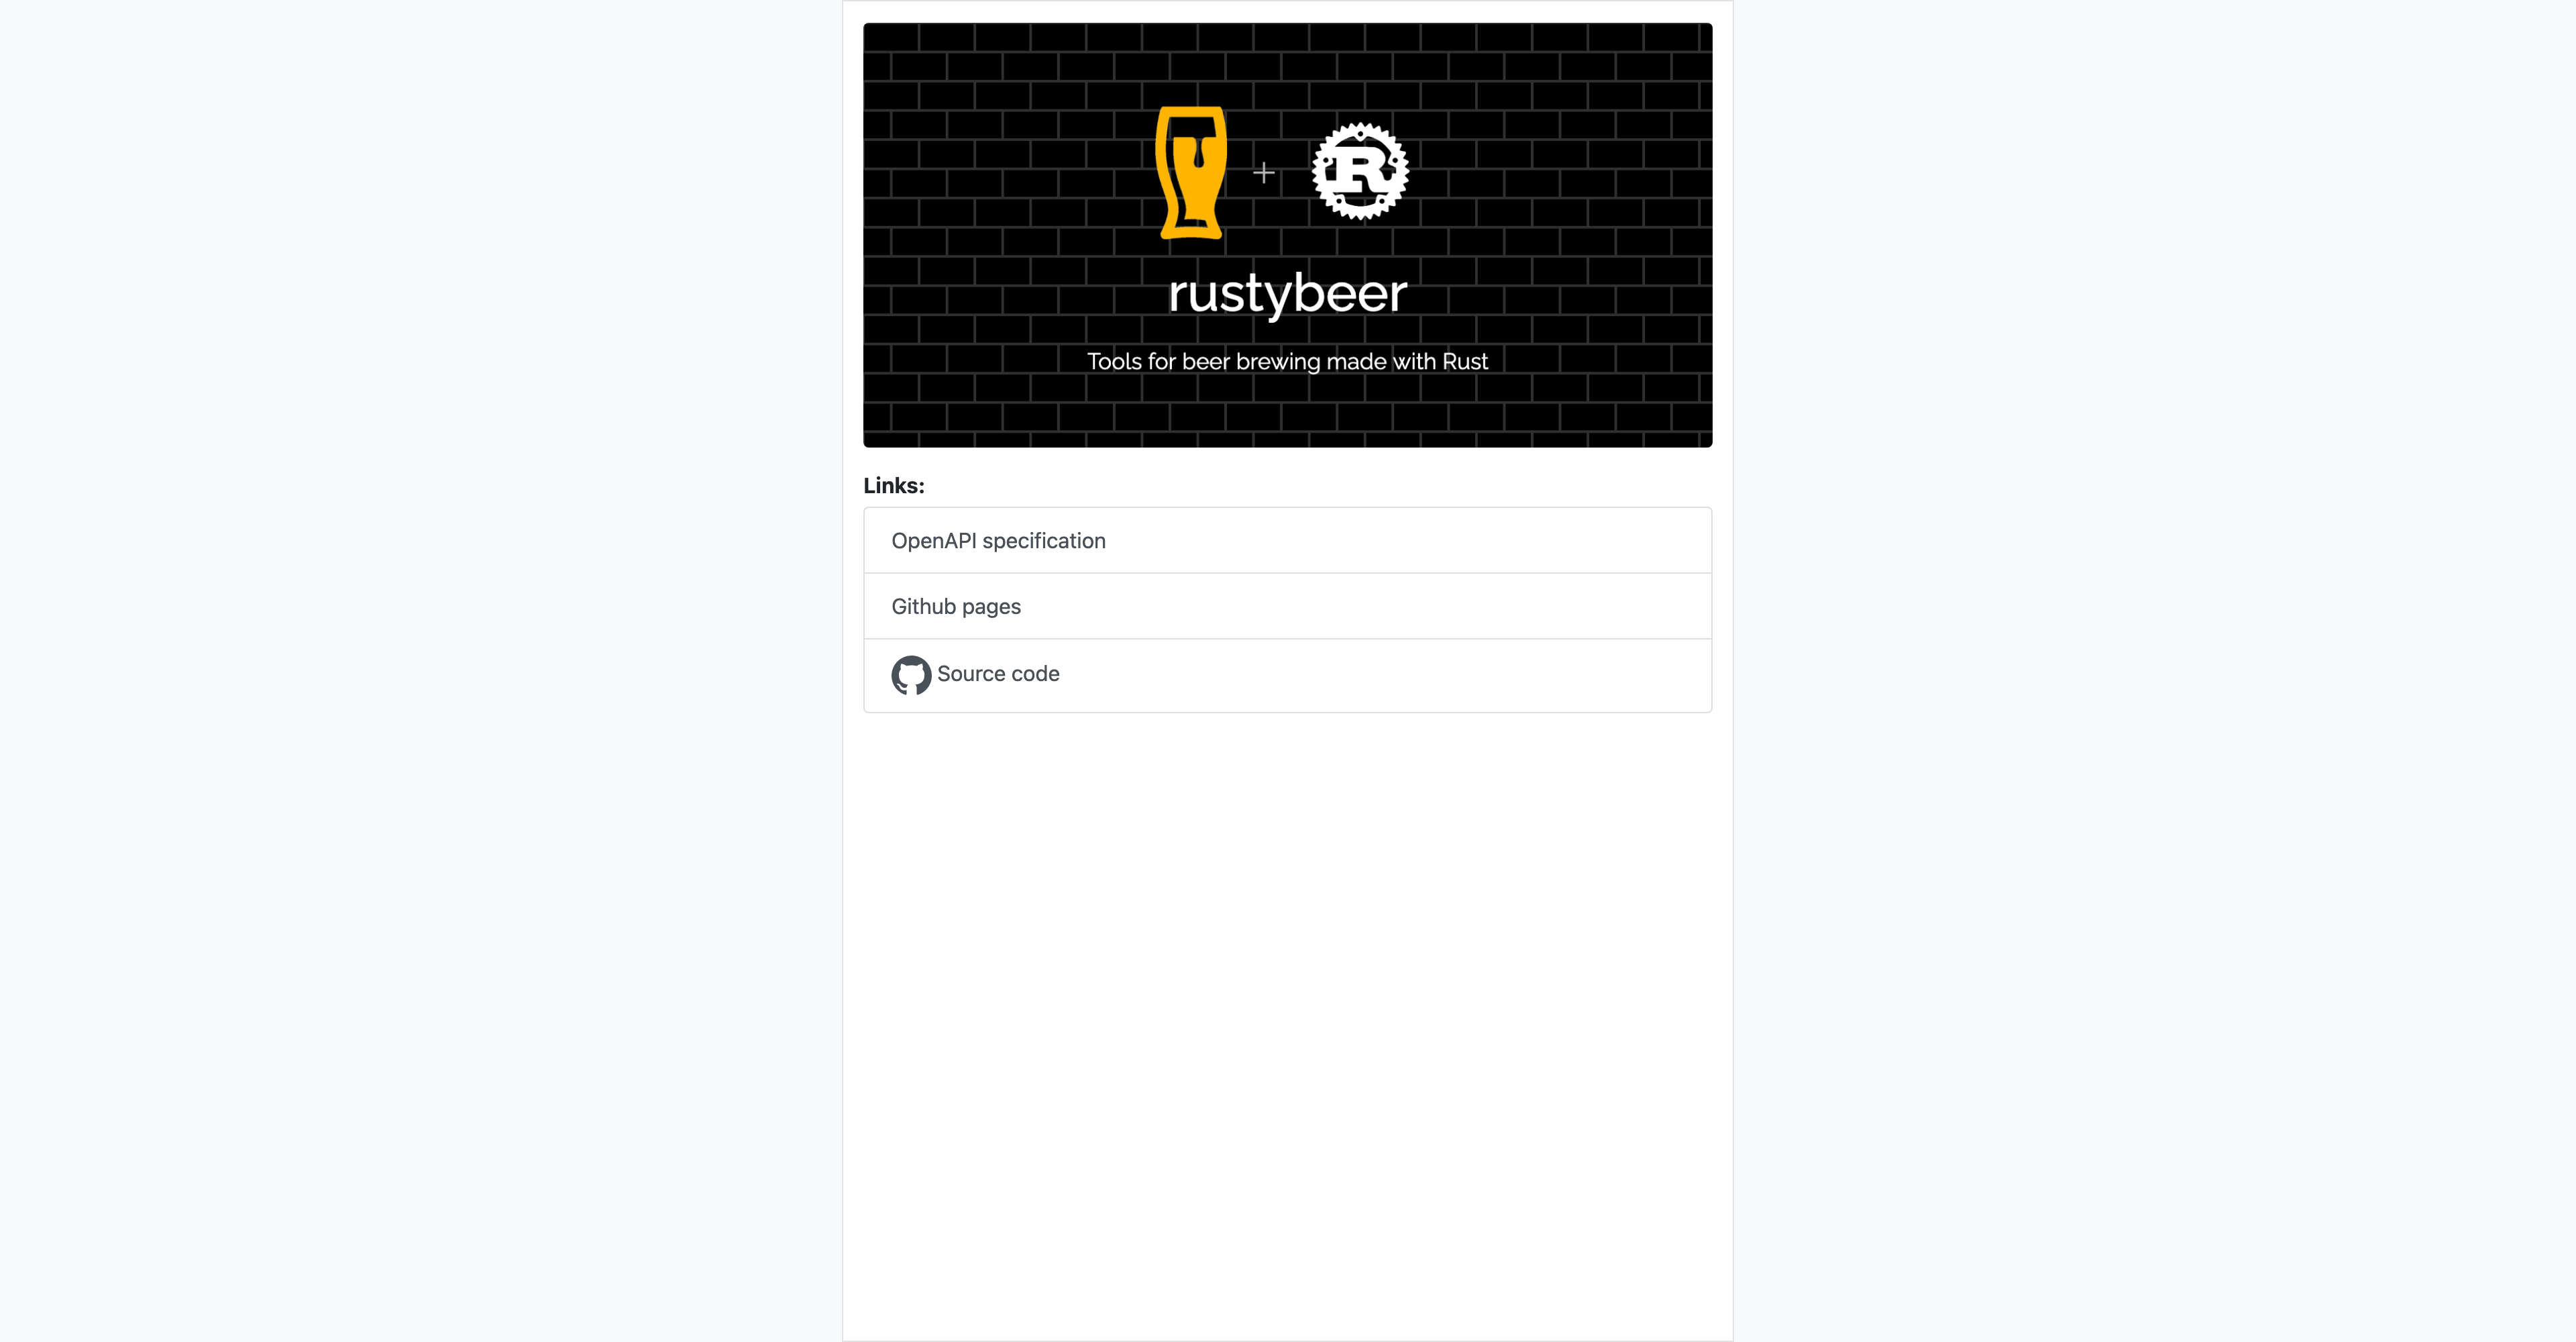 rustybeer
Tools for beer brewing made with Rust
Links:
OpenAPI specification
Github pages
Source code